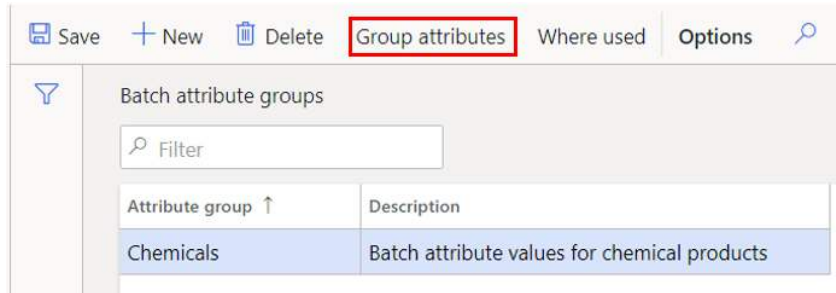 Save New Delete Group attributes Where used Options
Batch attribute groups
Filter
Attribute group ↑ Description
Chemicals Batch attribute values for chemical products